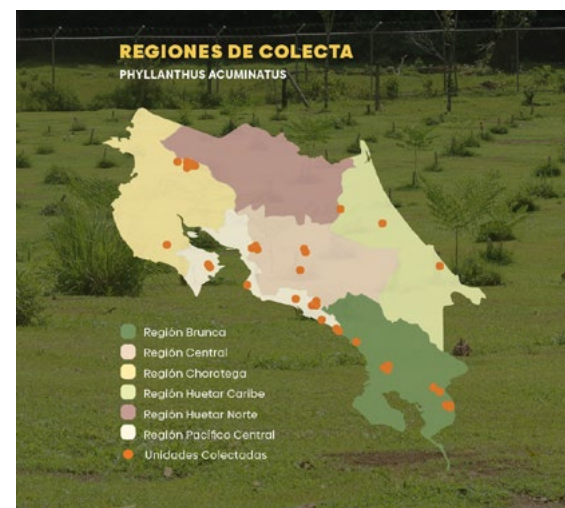 REGIONES DE COLECTA
PHYLLANTHUS ACUMINATUS
Región Brunca
Región Central
Región Chorotega
Región Huetar Caribe
Región Huetar Norte
Región Pacífico Central
Unidades Colectadas